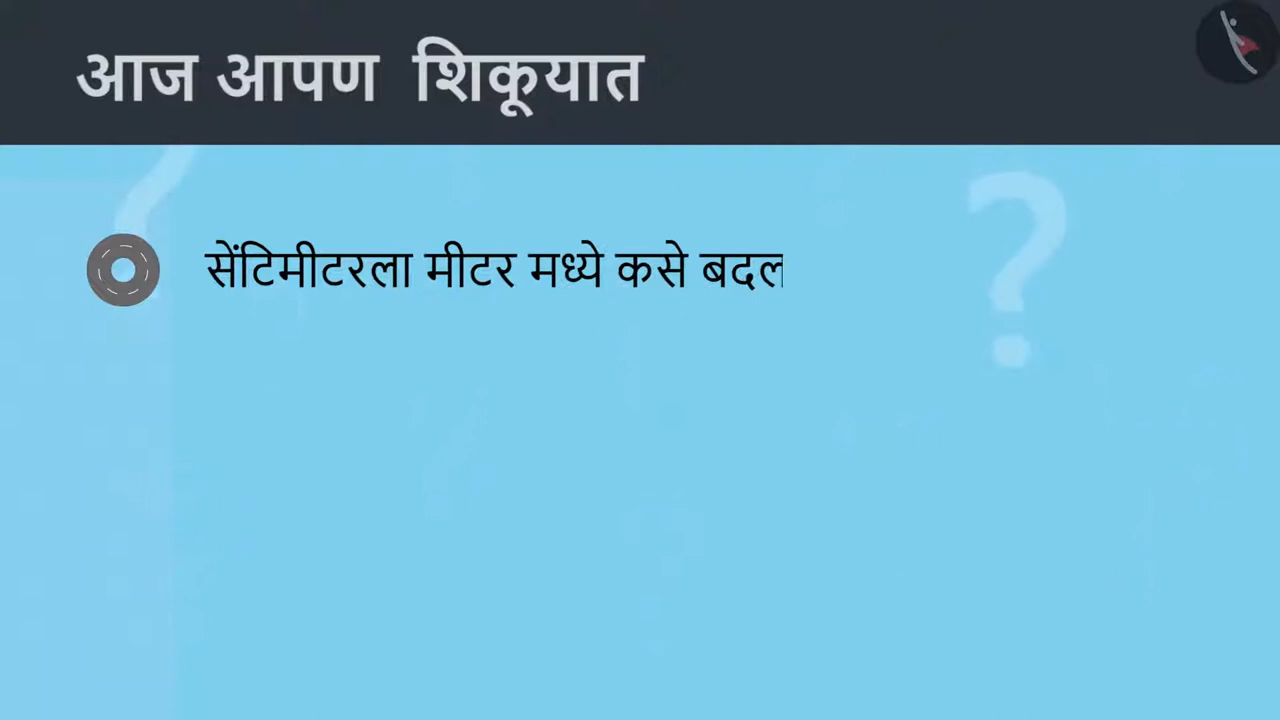 आज आपण शिकूयात
सेंटिमीटरला मीटर मध्ये कसे बदल